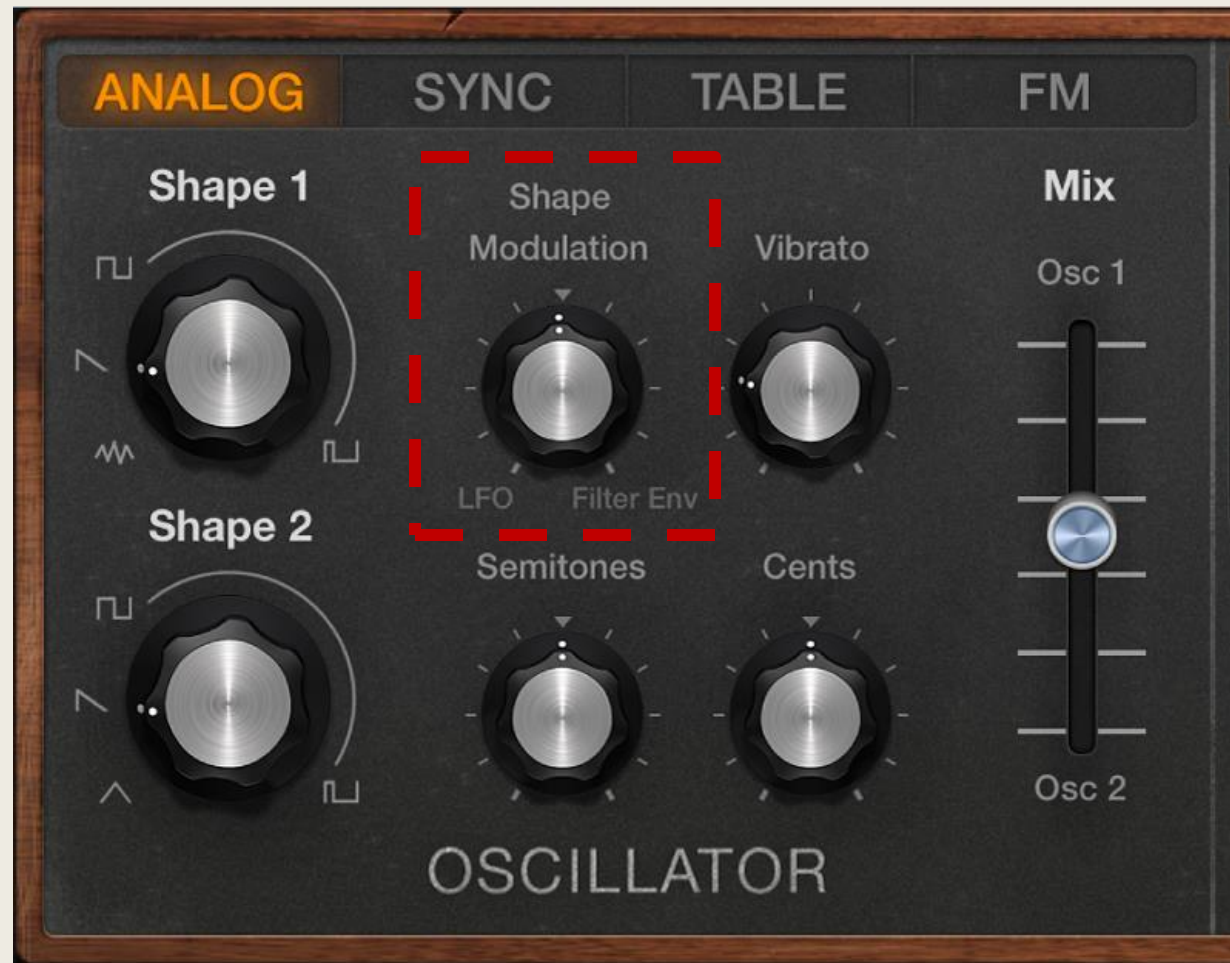 ANALOG SYNC TABLE FM
Shape 1
Shape
Modulation
Vibrato
Mix
Osc 1
LFO Filter Env
Shape 2
Semitones
Cents
Osc 2
OSCILLATOR